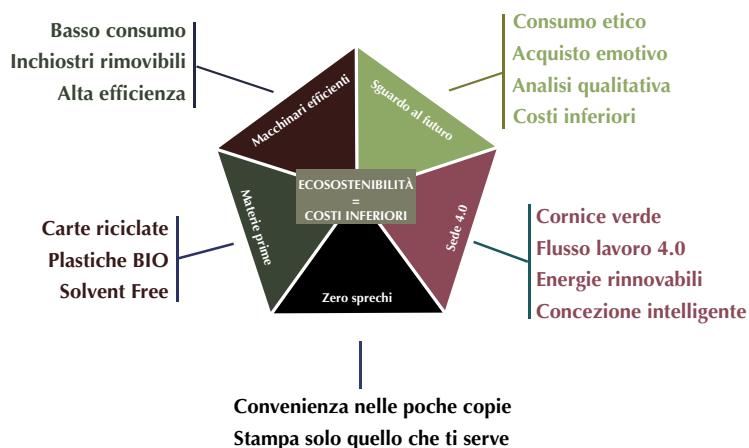 Basso consumo
Inchiostri rimovibili
Alta efficienza
Consumo etico
Acquisto emotivo
Analisi qualitativa
Costi inferiori
Macchinari efficienti
Sguardo al futuro
ECOSOSTENIBILITÀ
=
COSTI INFERIORI
Materie prime
Sede 4.0
Zero sprechi
Carte riciclate
Plastiche BIO
Solvent Free
Cornice verde
Flusso lavoro 4.0
Energie rinnovabili
Concezione intelligente
Convenienza nelle poche copie
Stampa solo quello che ti serve